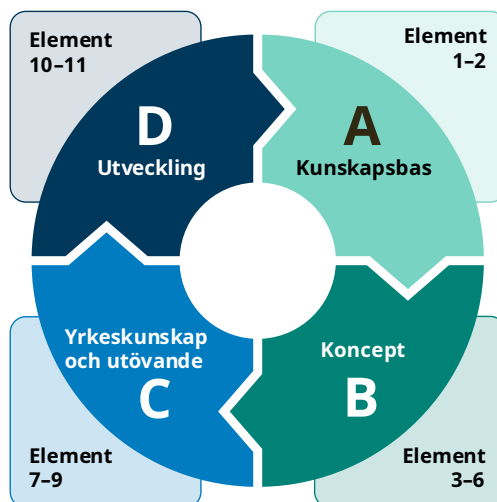 Element
10–11
Element
1–2
D
Utveckling
A
Kunskapsbas
Yrkeskunskap
och utövande
C
Koncept
B
Element
7–9
Element
3–6